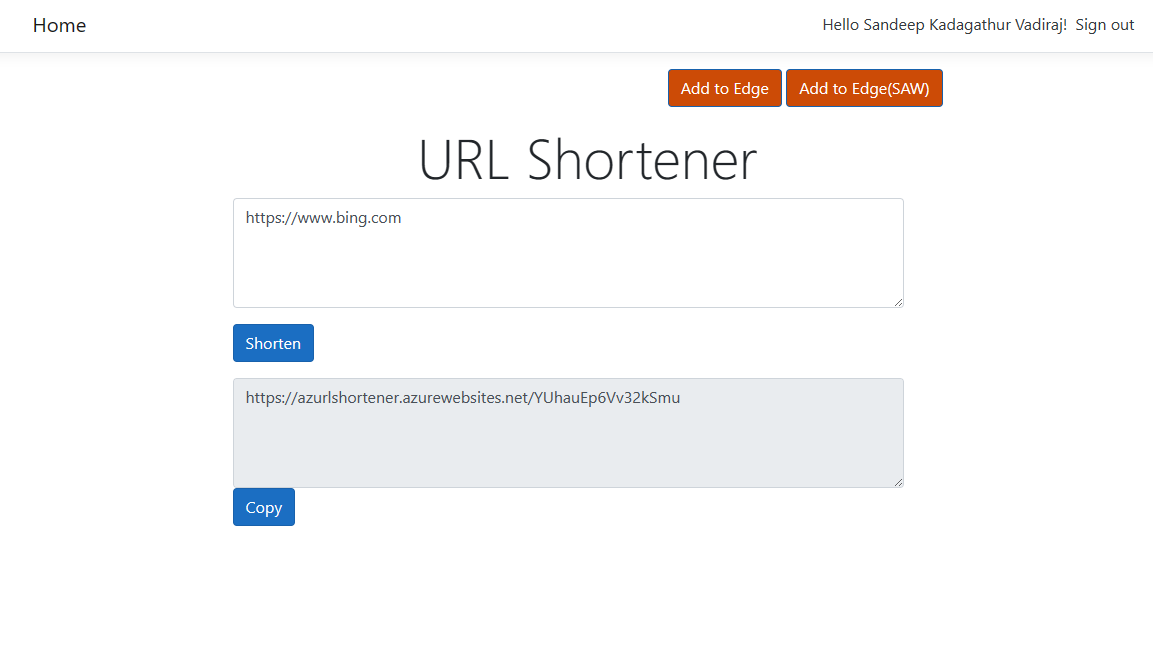 Home Hello Sandeep Kadagathur Vadiraj! Sign out
Add to Edge Add to Edge(SAW)
URL Shortener
https://www.bing.com
Shorten
https://azurlshortener.azurewebsites.net/YUhauEp6Vv32kSmu
Copy